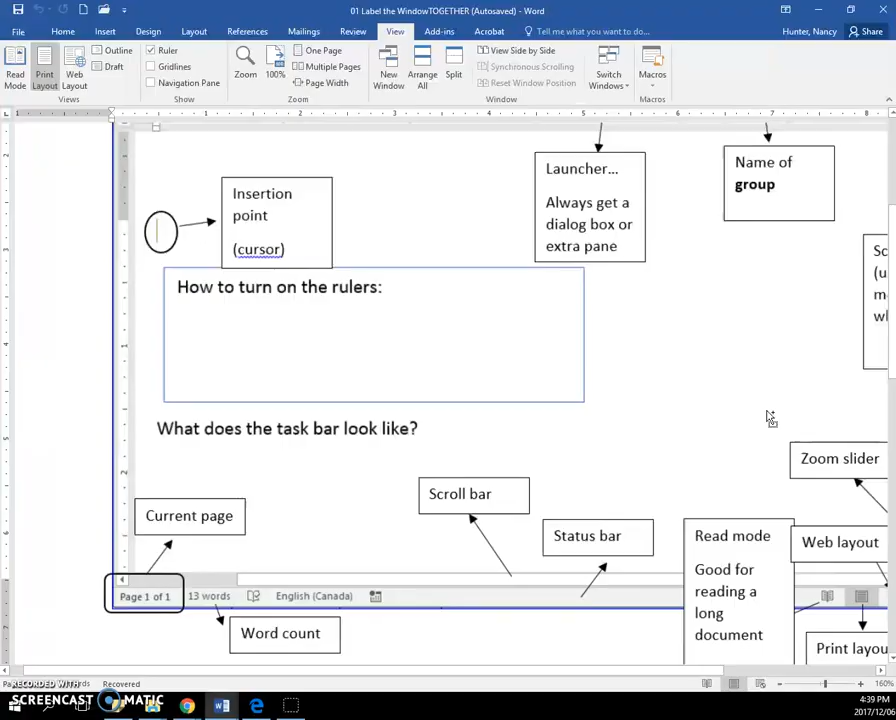 01 Label the WindowTOGETHER (Autosaved) - Word
File Home Insert Design Layout References Mailings Review View Add-ins Acrobat Tell me what you want to do... Hunter, Nancy Share
Read Mode
Print Layout
Web Layout
Outline
Draft
Views
Ruler
Gridlines
Navigation Pane
Show
Zoom
100%
One Page
Multiple Pages
Page Width
Zoom
New Window
Arrange All
Split
View Side by Side
Synchronous Scrolling
Reset Window Position
Window
Switch Windows
Macros
Macros
Launcher...
Always get a
dialog box or
extra pane
Name of
group
Insertion
point
(cursor)
Sc
(u
m
wh
How to turn on the rulers:
What does the task bar look like?
Zoom slider
Scroll bar
Current page
Status bar
Read mode
Good for
reading a
long
document
Web layout
Page 1 of 1 13 words English (Canada)
Word count
Print layou
Recovered
160%
RECORDED WITH
SCREENCAST MATIC
4:39 PM
2017/12/06